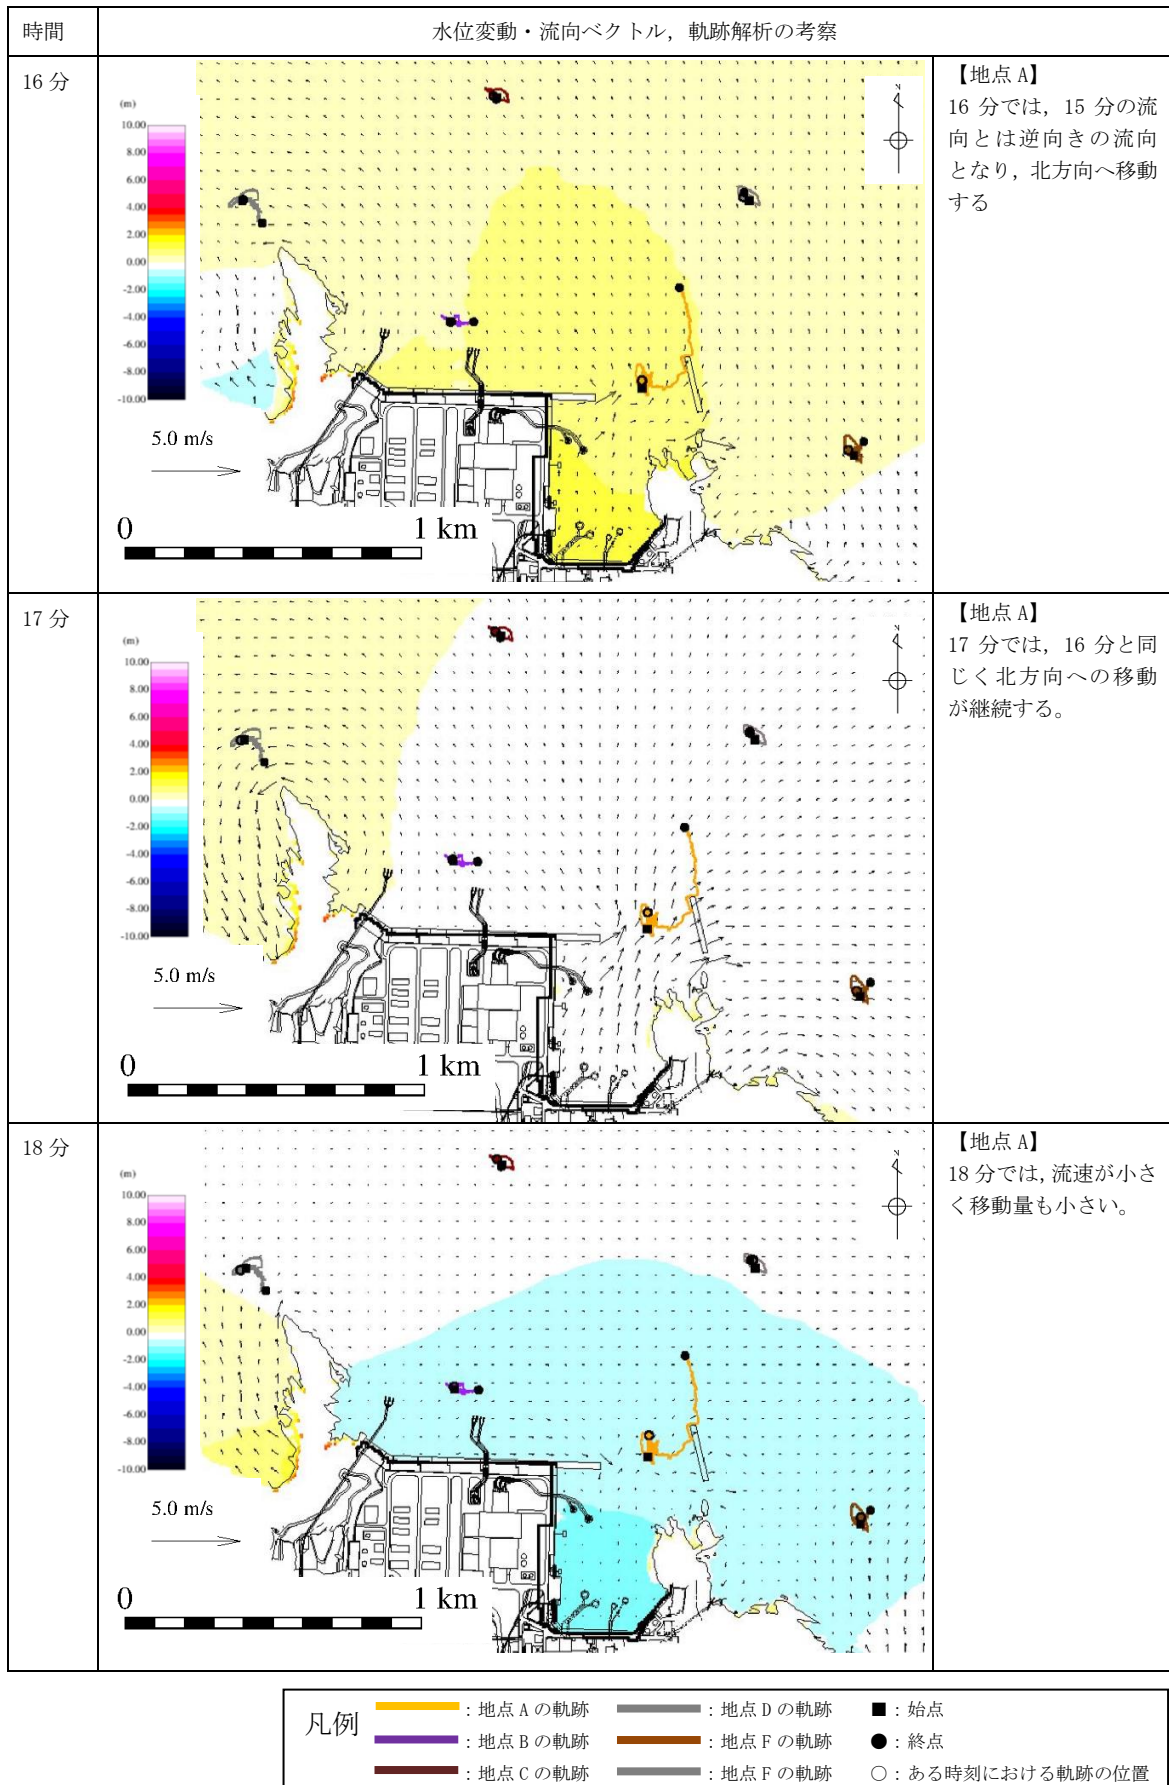 時間
水位変動・流向ベクトル，軌跡解析の考察
16 分
(m)
10.00
8.00
6.00
4.00
2.00
0.00
-2.00
-4.00
-6.00
-8.00
-10.00
5.0 m/s
0
1 km
N
【地点 A】
16 分では，15 分の流
向とは逆向きの流向
となり，北方向へ移動
する
17 分
(m)
10.00
8.00
6.00
4.00
2.00
0.00
-2.00
-4.00
-6.00
-8.00
-10.00
5.0 m/s
0
1 km
N
【地点 A】
17 分では，16 分と同
じく北方向への移動
が継続する。
18 分
(m)
10.00
8.00
6.00
4.00
2.00
0.00
-2.00
-4.00
-6.00
-8.00
-10.00
5.0 m/s
0
1 km
N
【地点 A】
18 分では，流速が小さ
く移動量も小さい。
凡例
：地点 A の軌跡
：地点 D の軌跡
■：始点
：地点 B の軌跡
：地点 F の軌跡
●：終点
：地点 C の軌跡
：地点 F の軌跡
○：ある時刻における軌跡の位置